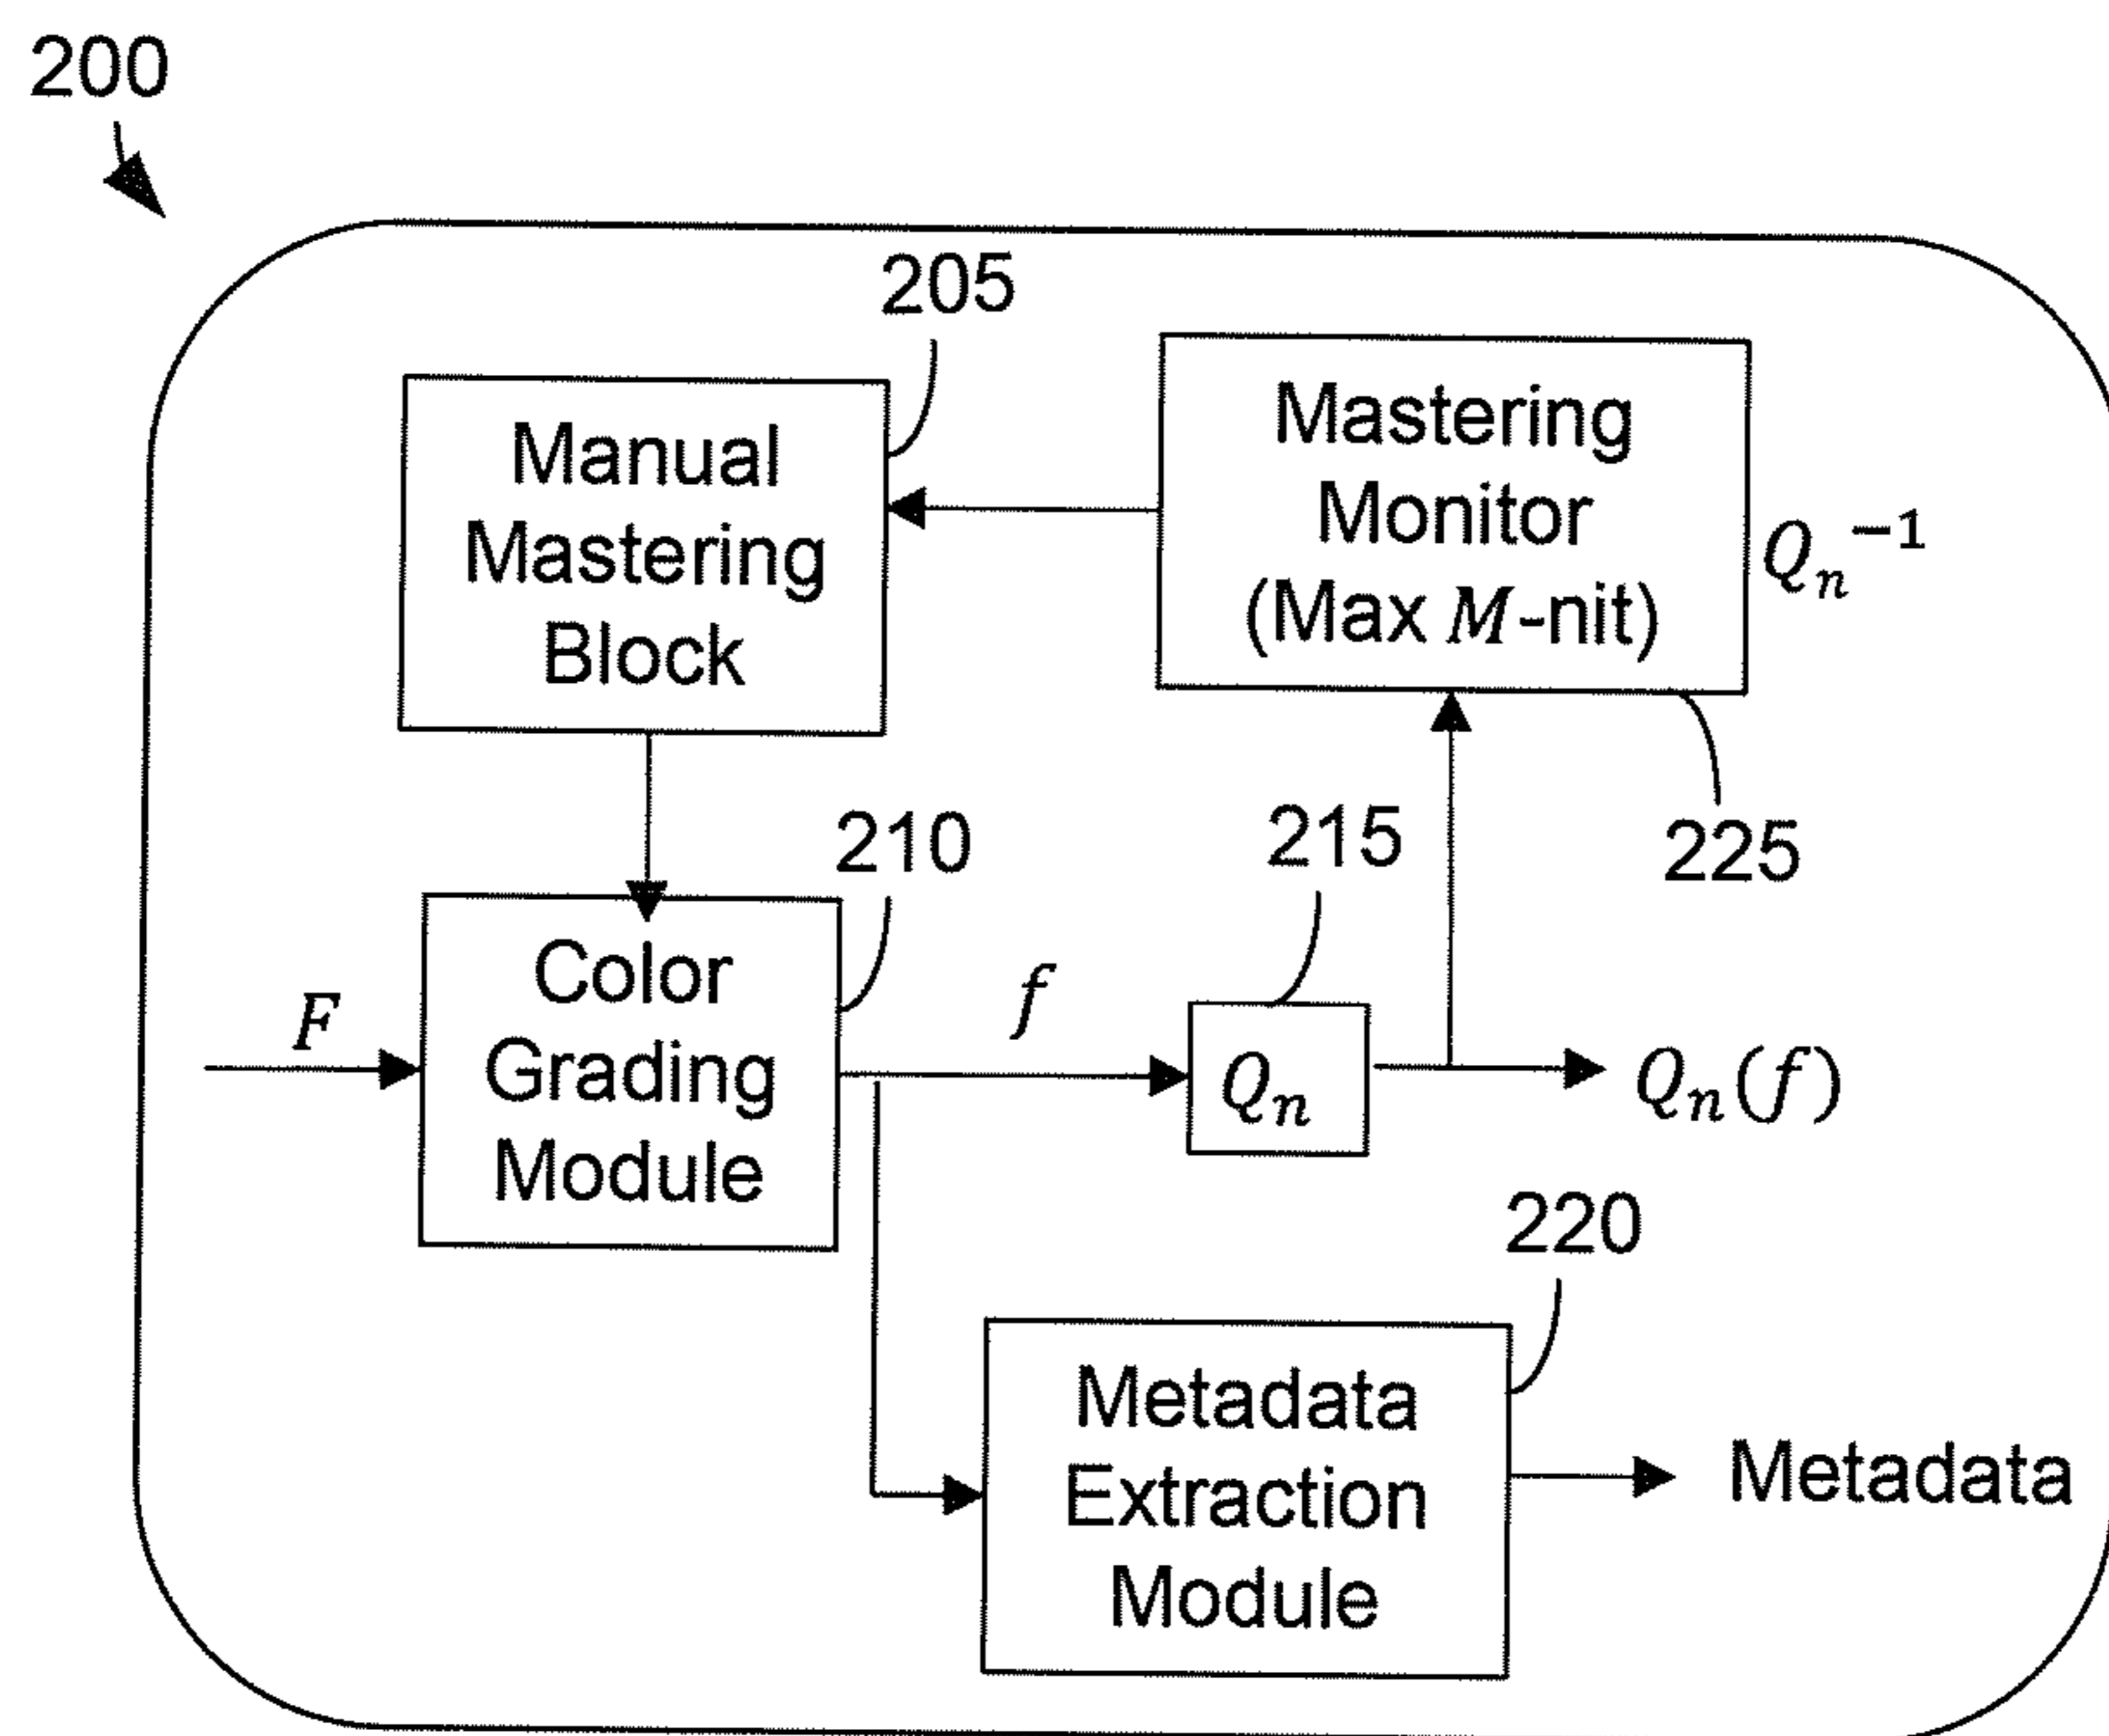 200
205
Manual
Mastering
Block
Mastering
Monitor
(Max M-nit)
Qₙ⁻¹
210
215
225
F
Color
Grading
Module
f
Qₙ
Qₙ(f)
220
Metadata
Extraction
Module
Metadata